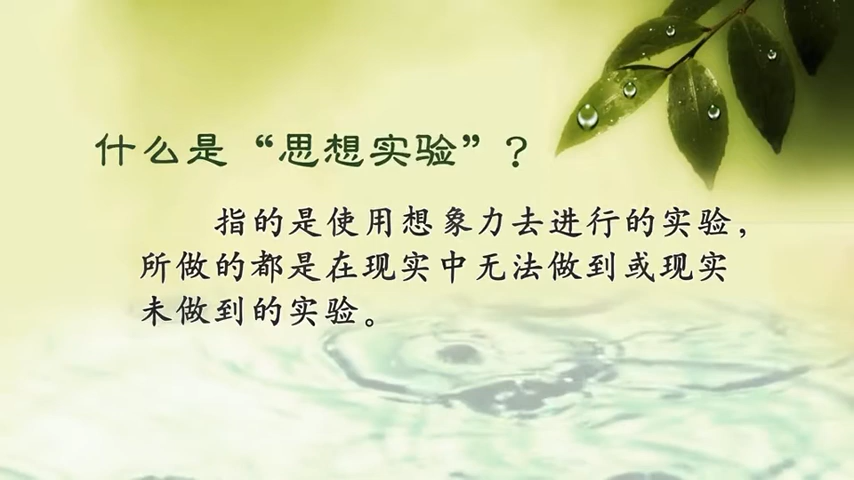 什么是“思想实验”？
指的是使用想象力去进行的实验，
所做的都是在现实中无法做到或现实
未做到的实验。